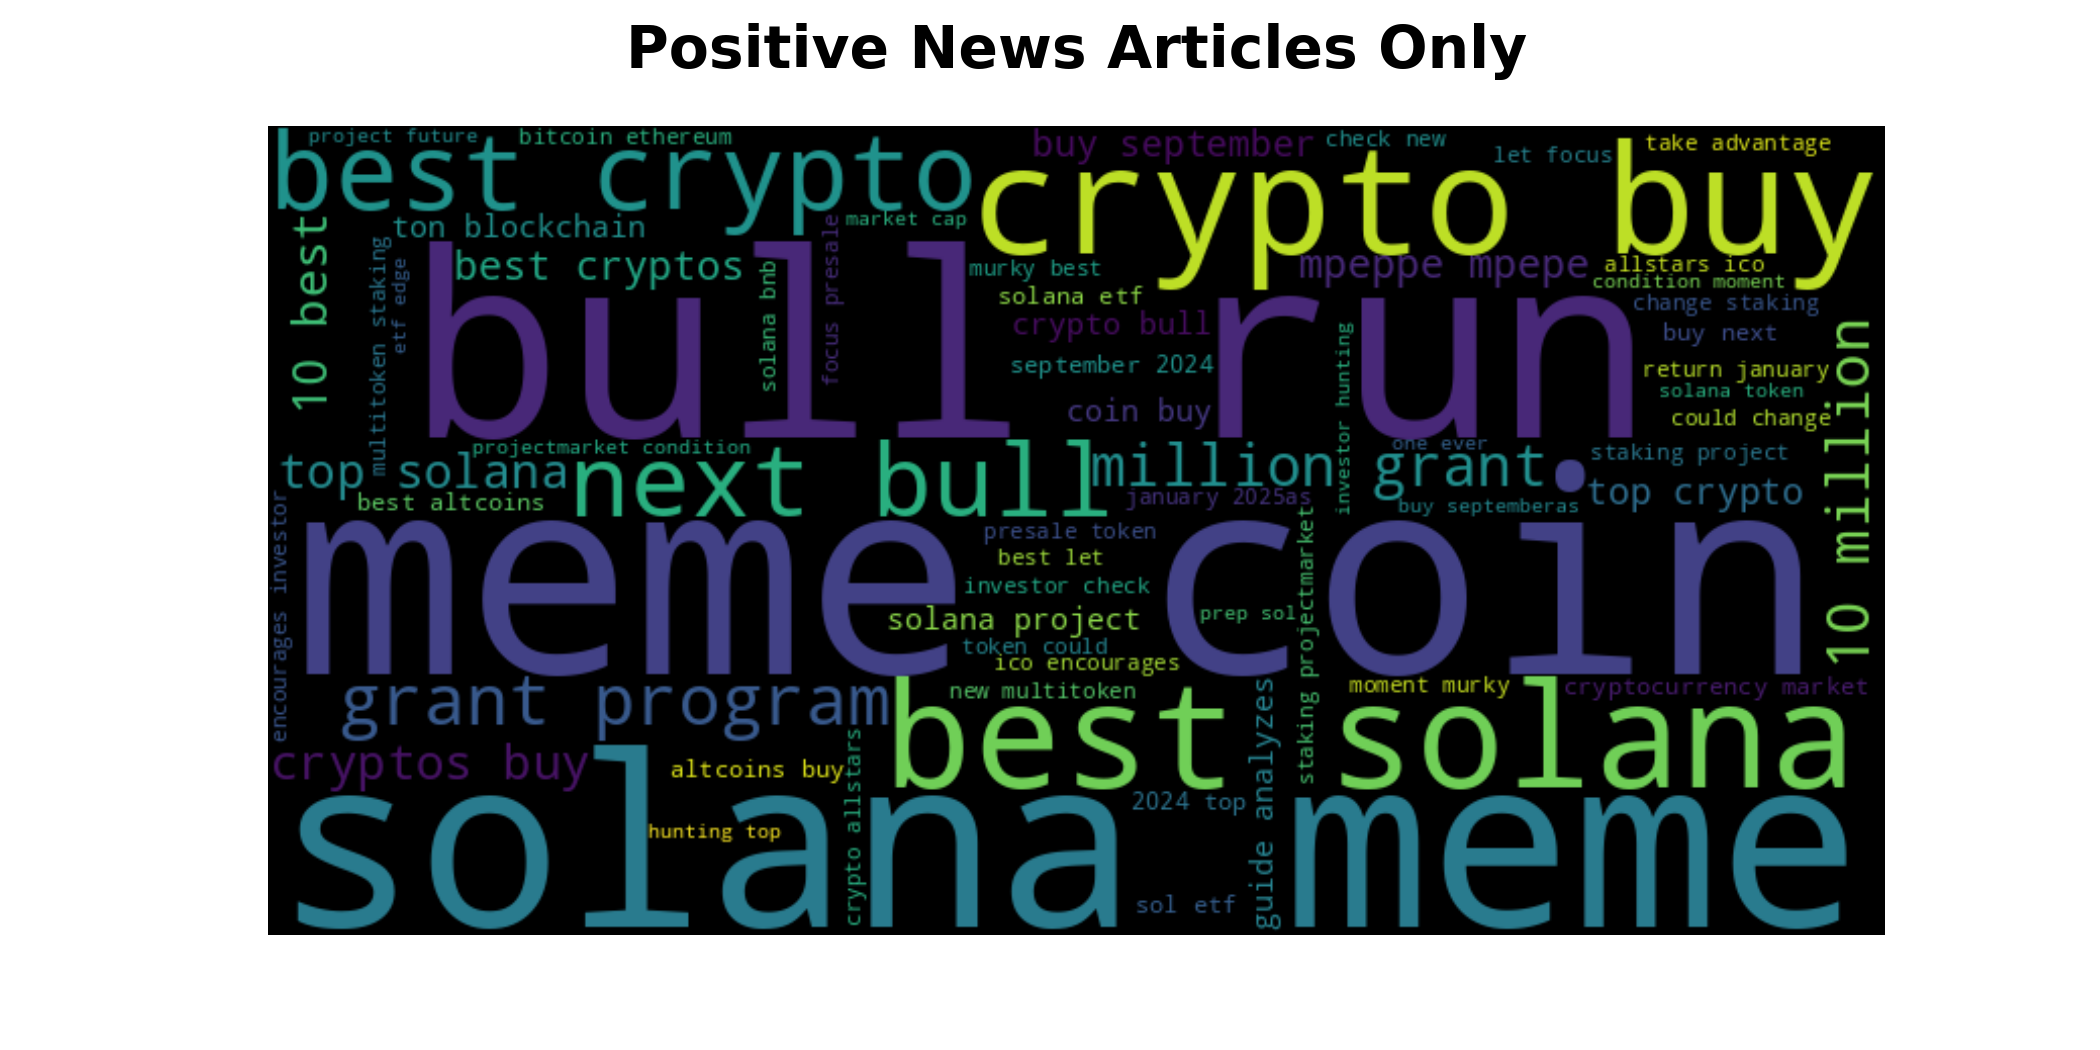 Positive News Articles Only
project future
bitcoin ethereum
buy september
check new
let focus
take advantage
best crypto
crypto buy
10 best
ton blockchain
market cap
multitoken staking
etf edge
best cryptos
solana bnb
focus presale
murky best
solana etf
crypto bull
september 2024
coin buy
mpeppe mpepe
allstars ico
condition moment
change staking
buy next
return january
solana token
could change
bull run
investor hunting
10 million
projectmarket condition
one ever
top solana
next bull
million grant
staking project
best altcoins
january 2025as
buy septemberas
top crypto
encourages investor
presale token
best let
investor check
meme coin
solana project
prep sol
staking projectmarket
token could
ico encourages
grant program
new multitoken
moment murky
cryptocurrency market
best solana
cryptos buy
altcoins buy
crypto allstars
guide analyzes
2024 top
hunting top
solana meme
sol etf